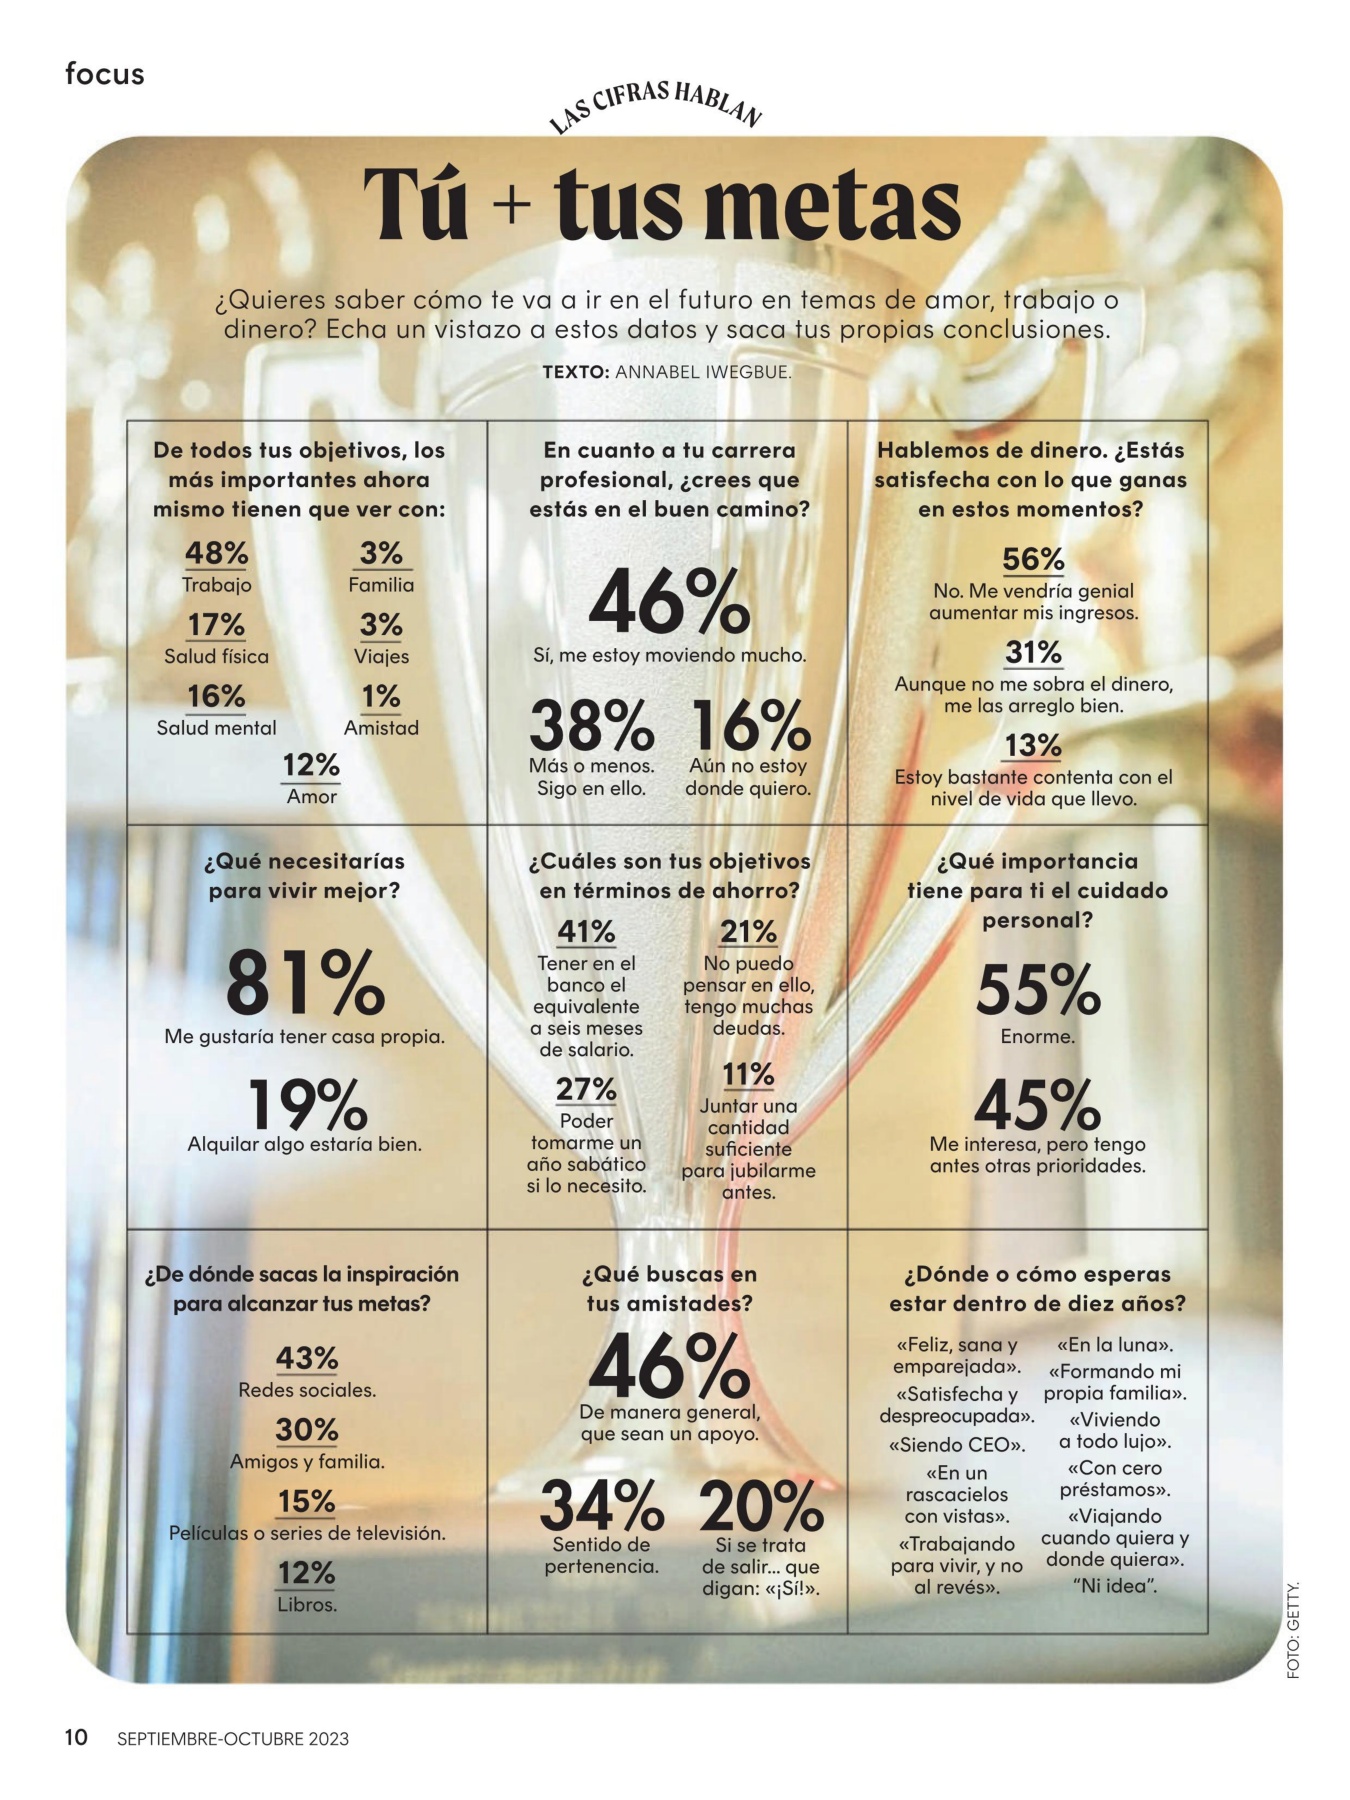 focus
LAS CIFRAS HABLAN
Tú + tus metas
¿Quieres saber cómo te va a ir en el futuro en temas de amor, trabajo o
dinero? Echa un vistazo a estos datos y saca tus propias conclusiones.
TEXTO: ANNABEL IWEGBUE.
De todos tus objetivos, los
más importantes ahora
mismo tienen que ver con:
48%
Trabajo
17%
Salud física
16%
Salud mental
3%
Familia
3%
Viajes
1%
Amistad
12%
Amor
En cuanto a tu carrera
profesional, ¿crees que
estás en el buen camino?
46%
Sí, me estoy moviendo mucho.
38%
Más o menos.
Sigo en ello.
16%
Aún no estoy
donde quiero.
Hablemos de dinero. ¿Estás
satisfecha con lo que ganas
en estos momentos?
56%
No. Me vendría genial
aumentar mis ingresos.
31%
Aunque no me sobra el dinero,
me las arreglo bien.
13%
Estoy bastante contenta con el
nivel de vida que llevo.
¿Qué necesitarías
para vivir mejor?
81%
Me gustaría tener casa propia.
19%
Alquilar algo estaría bien.
¿Cuáles son tus objetivos
en términos de ahorro?
41%
Tener en el
banco el
equivalente
a seis meses
de salario.
27%
Poder
tomarme un
año sabático
si lo necesito.
21%
No puedo
pensar en ello,
tengo muchas
deudas.
11%
Juntar una
cantidad
suficiente
para jubilarme
antes.
¿Qué importancia
tiene para ti el cuidado
personal?
55%
Enorme.
45%
Me interesa, pero tengo
antes otras prioridades.
¿De dónde sacas la inspiración
para alcanzar tus metas?
43%
Redes sociales.
30%
Amigos y familia.
15%
Películas o series de televisión.
12%
Libros.
¿Qué buscas en
tus amistades?
46%
De manera general,
que sean un apoyo.
34%
Sentido de
pertenencia.
20%
Si se trata
de salir... que
digan: «¡Sí!».
¿Dónde o cómo esperas
estar dentro de diez años?
«Feliz, sana y
emparejada».
«Satisfecha y
despreocupada».
«Siendo CEO».
«En un
rascacielos
con vistas».
«Trabajando
para vivir, y no
al revés».
«En la luna».
«Formando mi
propia familia».
«Viviendo
a todo lujo».
«Con cero
préstamos».
«Viajando
cuando quiera y
donde quiera».
“Ni idea”.
FOTO: GETTY.
10 SEPTIEMBRE-OCTUBRE 2023